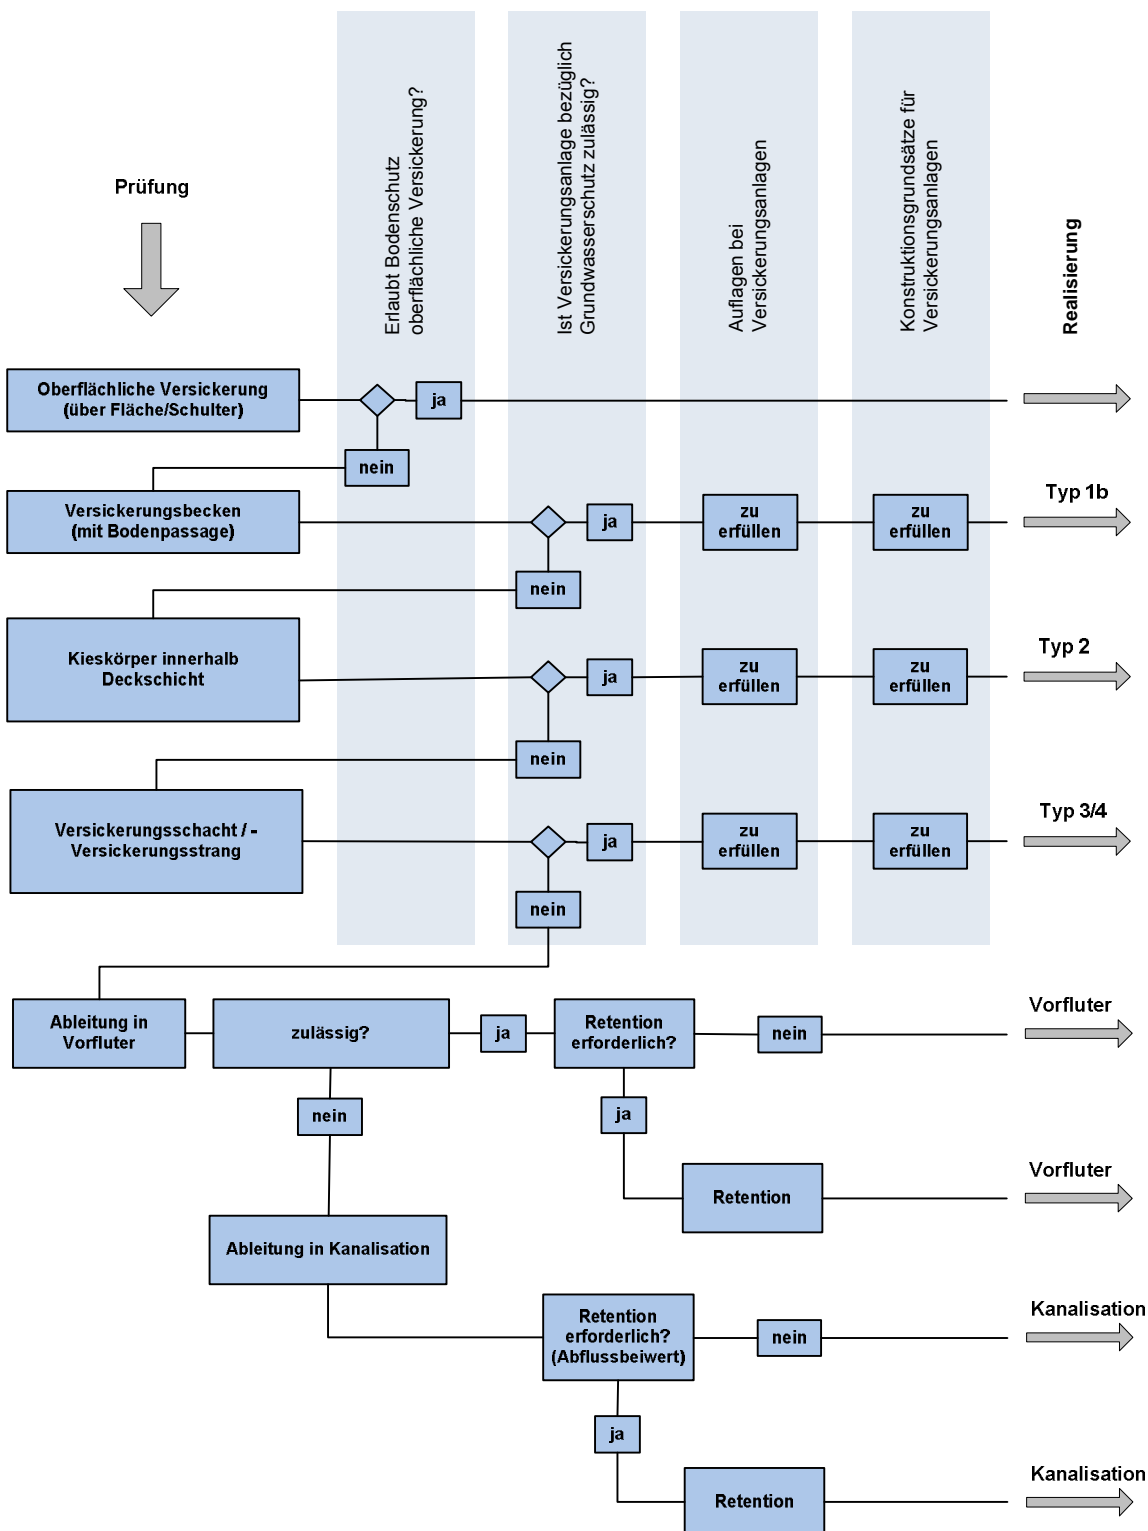 Prüfung
Erlaubt Bodenschutz
oberflächliche Versickerung?
Ist Versickerungsanlage bezüglich
Grundwasserschutz zulässig?
Auflagen bei
Versickerungsanlagen
Konstruktionsgrundsätze für
Versickerungsanlagen
Realisierung
Oberflächliche Versickerung
(über Fläche/Schulter)
ja
nein
Versickerungsbecken
(mit Bodenpassage)
ja
zu
erfüllen
zu
erfüllen
Typ 1b
nein
Kieskörper innerhalb
Deckschicht
ja
zu
erfüllen
zu
erfüllen
Typ 2
nein
Versickerungsschacht / -
Versickerungsstrang
ja
zu
erfüllen
zu
erfüllen
Typ 3/4
nein
Ableitung in
Vorfluter
zulässig?
ja
Retention
erforderlich?
nein
Vorfluter
nein
ja
Retention
Vorfluter
Ableitung in Kanalisation
Retention
erforderlich?
(Abflussbeiwert)
nein
Kanalisation
ja
Retention
Kanalisation